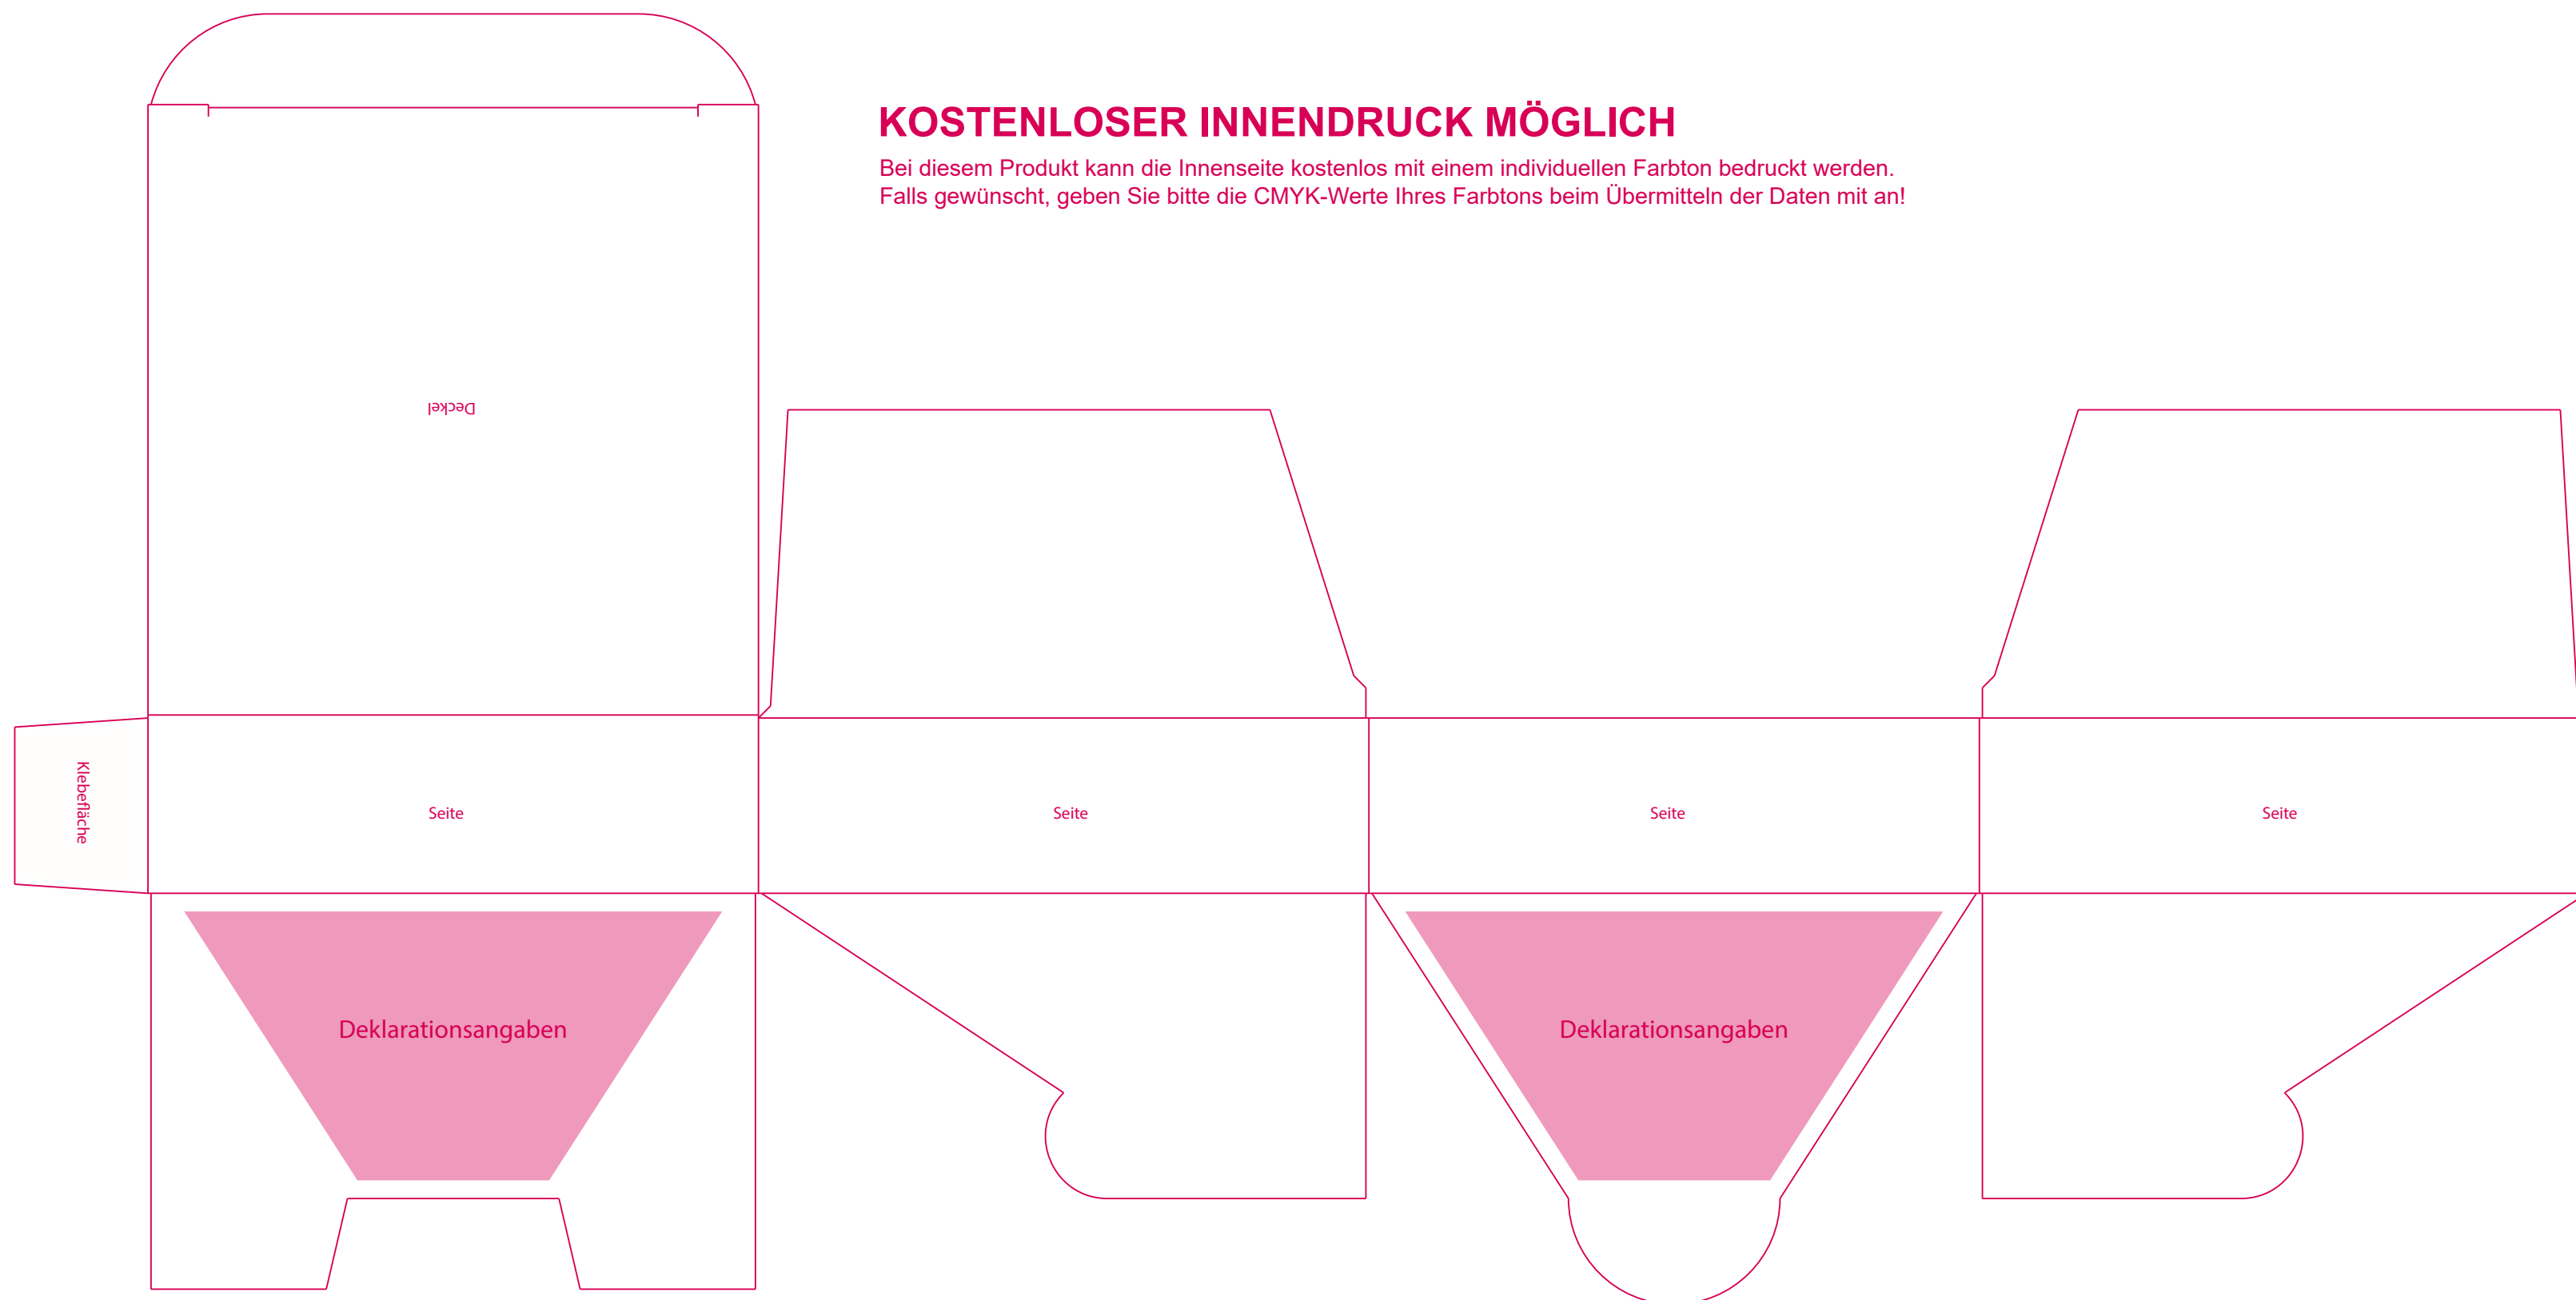 KOSTENLOSER INNENDRUCK MÖGLICH
Bei diesem Produkt kann die Innenseite kostenlos mit einem individuellen Farbton bedruckt werden.
Falls gewünscht, geben Sie bitte die CMYK-Werte Ihres Farbtons beim Übermitteln der Daten mit an!
Deckel
Klebefläche
Seite
Seite
Seite
Seite
Deklarationsangaben
Deklarationsangaben